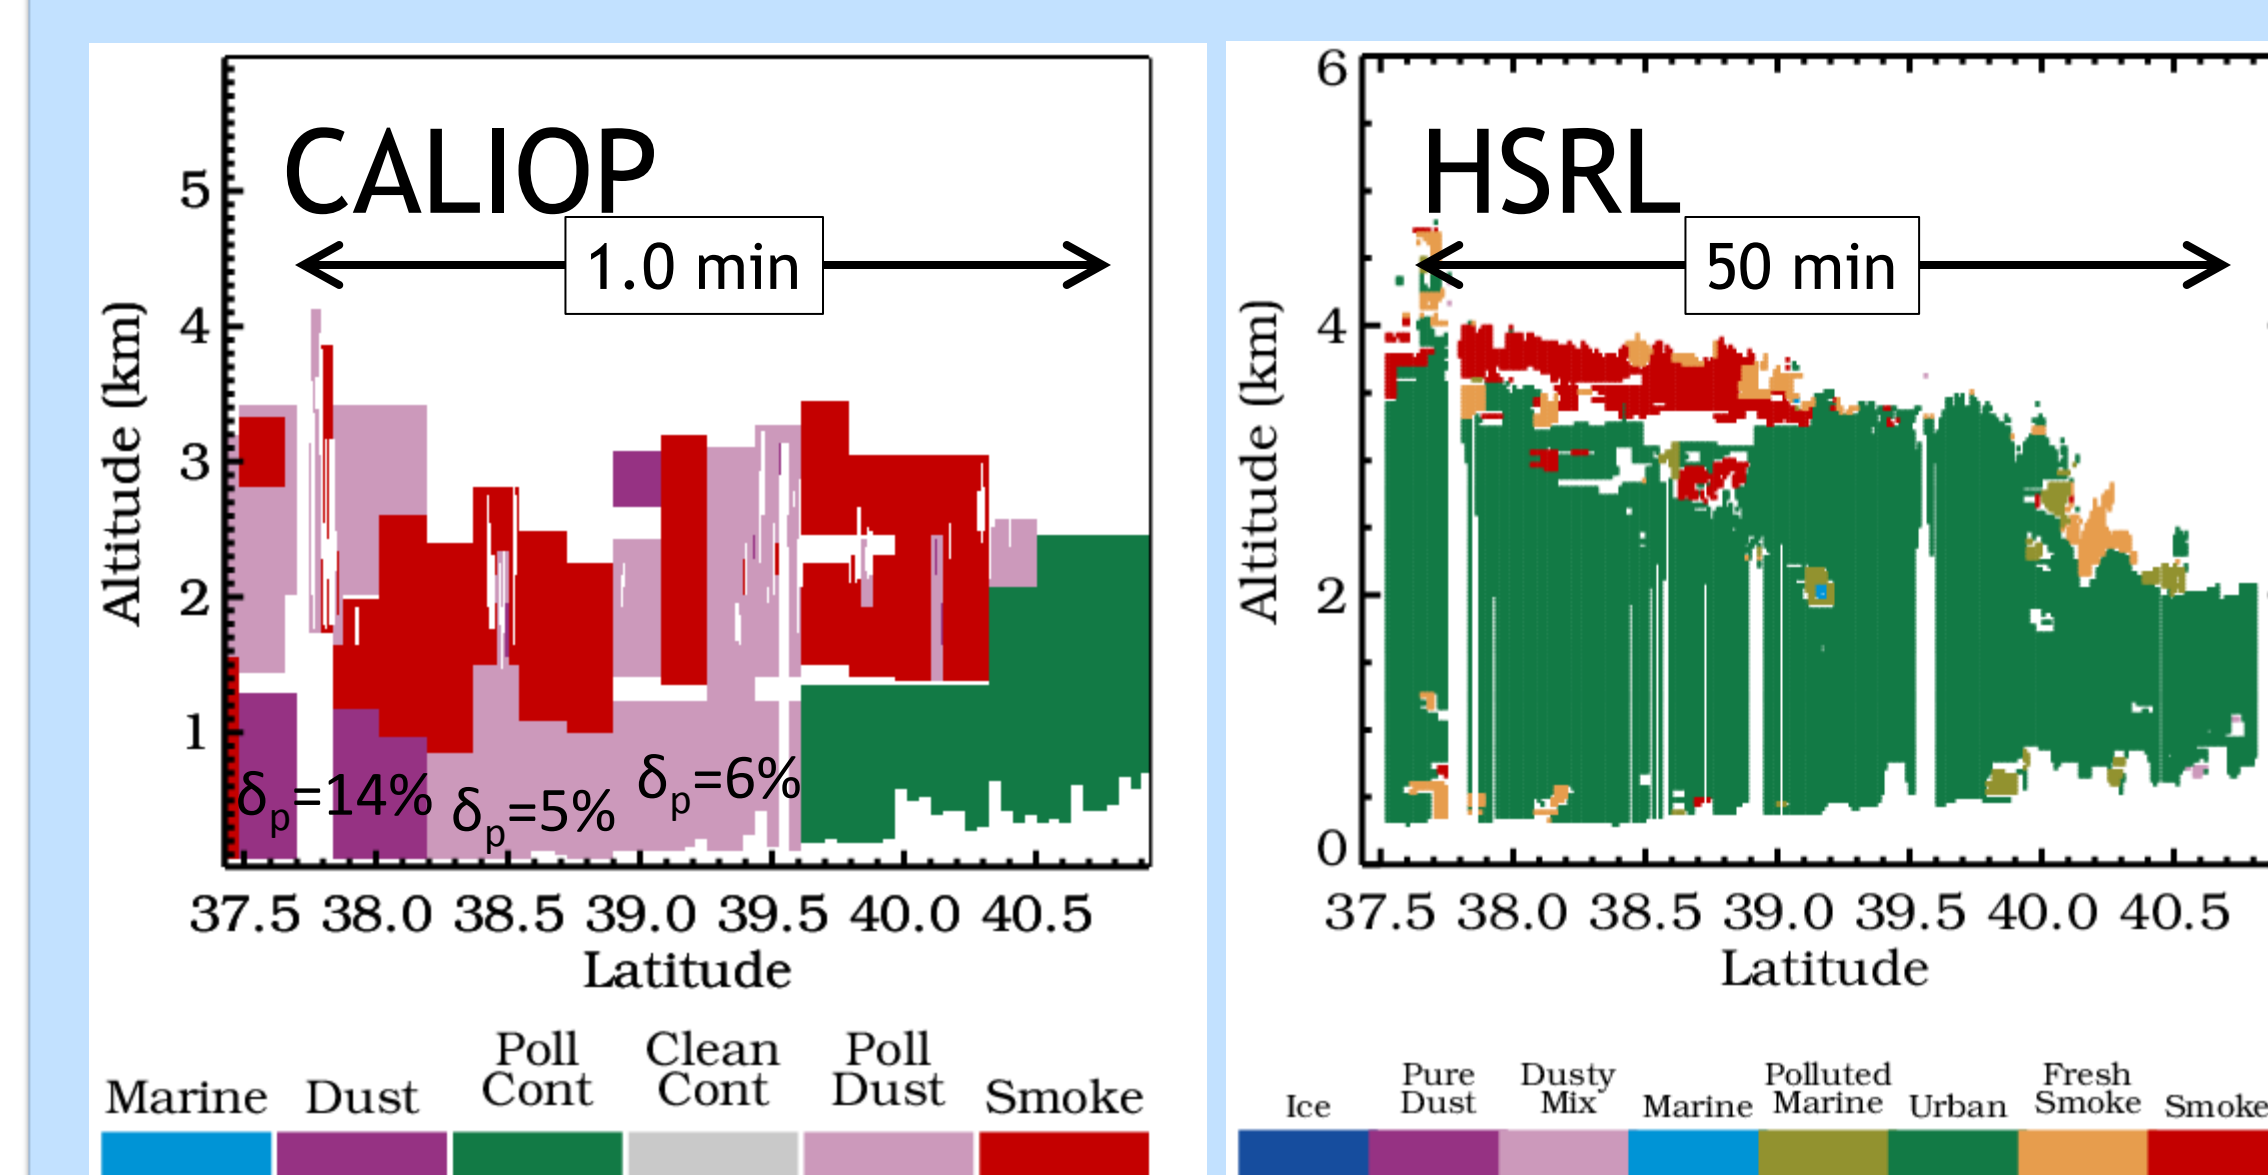 CALIOP
1.0 min
5
4
3
2
1
Altitude (km)
δp=14%
δp=5%
δp=6%
37.5 38.0 38.5 39.0 39.5 40.0 40.5
Latitude
Marine
Dust
Poll
Cont
Clean
Cont
Poll
Dust
Smoke
HSRL
50 min
6
4
2
0
Altitude (km)
37.5 38.0 38.5 39.0 39.5 40.0 40.5
Latitude
Ice
Pure
Dust
Dusty
Mix
Marine
Polluted
Marine
Urban
Fresh
Smoke
Smoke